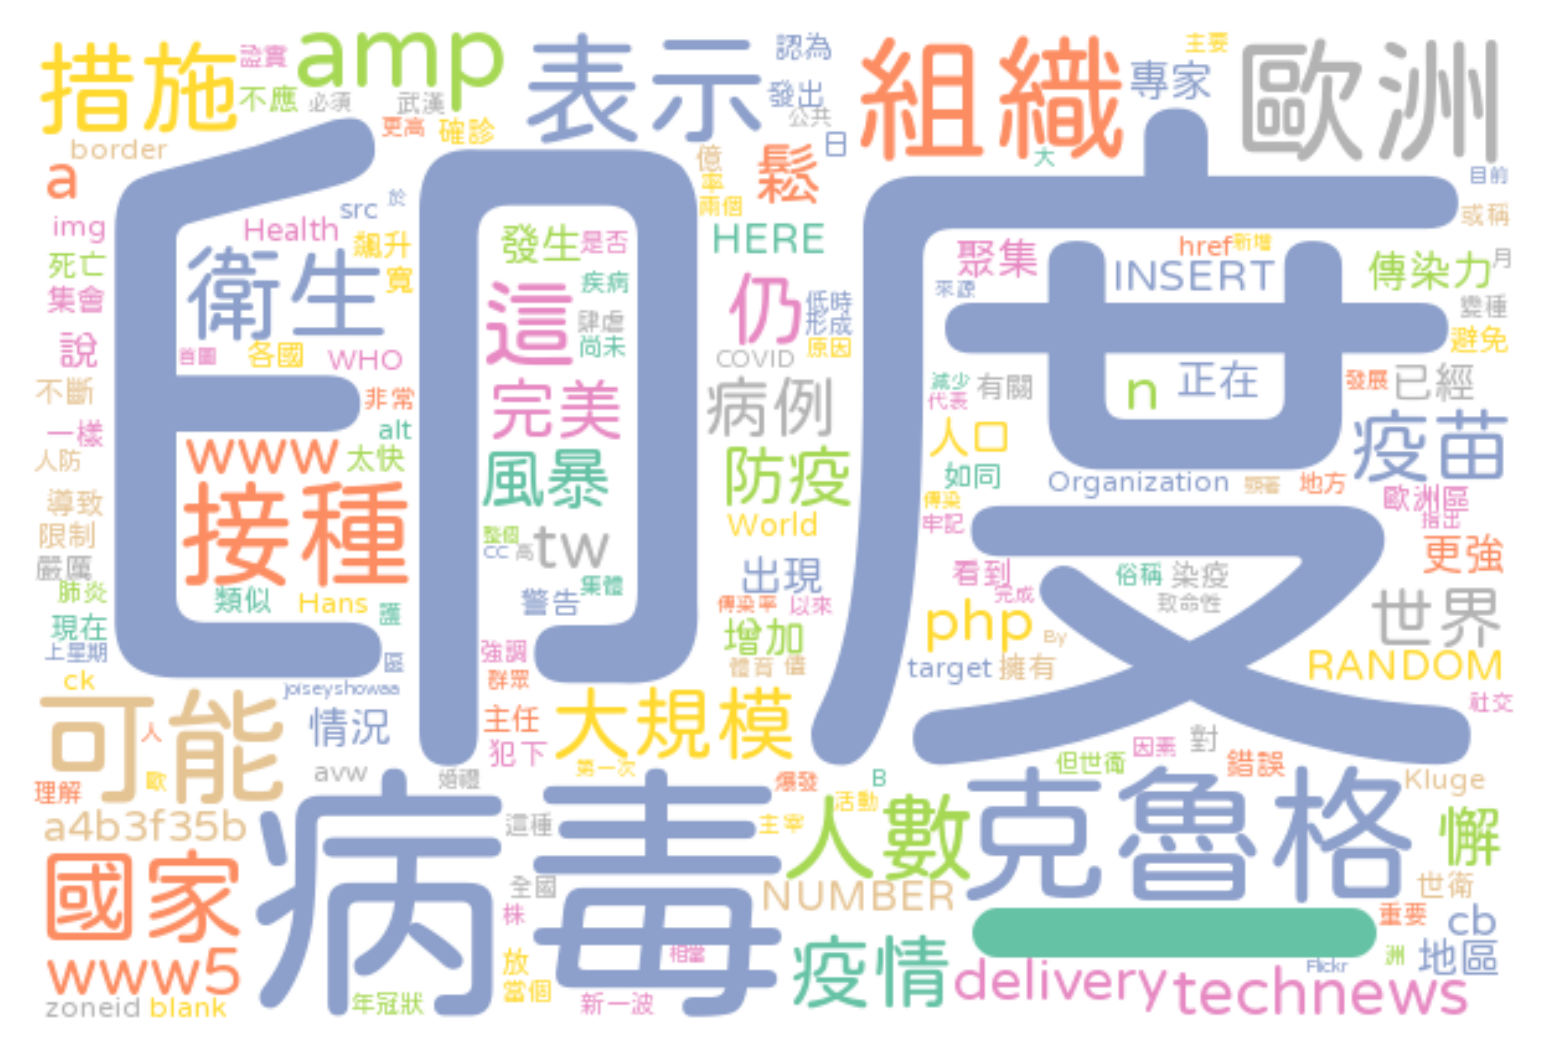 措施
證實
amp
表示
認為
組織
主要
專家
歐洲
不應
必須
武漢
發出
公共
更高
確診
border
a
億
率
兩個
鬆
日
大
目前
或稱
img
src
於
Health
飆升
寬
衛生
發生
是否
HERE
聚集
href
新增
INSERT
傳染力
月
死亡
集會
這
疾病
肆虐
尚未
仍
低時
形成
原因
來源
變種
避免
說
首圖
各國
WHO
COVID
印度
不斷
非常
完美
病例
減少
代表
有關
n
正在
發展
已經
一樣
alt
人口
疫苗
人防
www
太快
風暴
防疫
如同
Organization
顯著
地方
歐洲區
指出
導致
限制
接種
整個
CC
高
tw
World
傳染
牢記
更強
嚴厲
肺炎
類似
Hans
護
警告
集體
出現
傳染率
以來
看到
完成
俗稱
染疫
致命性
世界
現在
上星期
區
強調
增加
php
By
ck
joiseyshowaa
群眾
體育
值
target
擁有
RANDOM
可能
人
情況
主任
犯下
大規模
社交
理解
歐
avw
婚禮
第一次
爆發
B
活動
但世衛
因素
對
錯誤
Kluge
a4b3f35b
病毒
這種
主宰
人數
克魯格
懈
國家
全國
株
NUMBER
世衛
一
重要
cb
www5
放
當個
相當
疫情
delivery
technews
Flickr
洲
地區
zoneid
blank
年冠狀
新一波